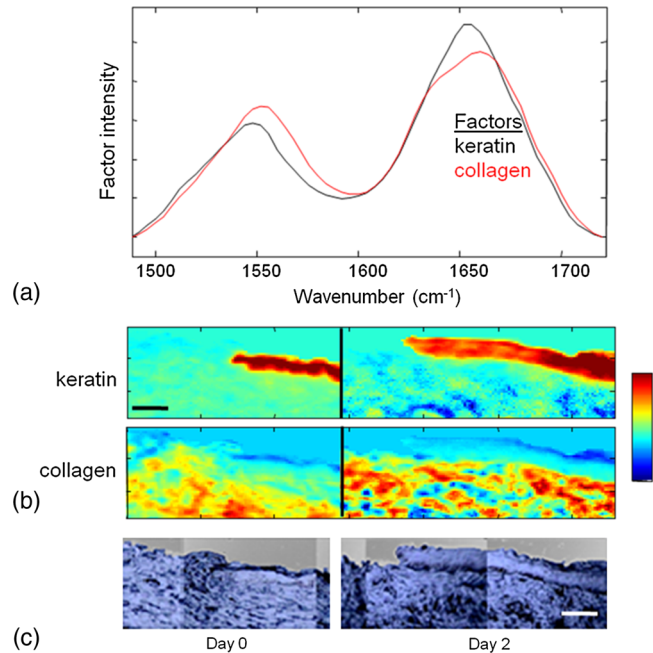 (a)
Factor intensity
Factors
keratin
collagen
1500 1550 1600 1650 1700
Wavenumber (cm-1)
keratin
collagen
(b)
(c)
Day 0 Day 2